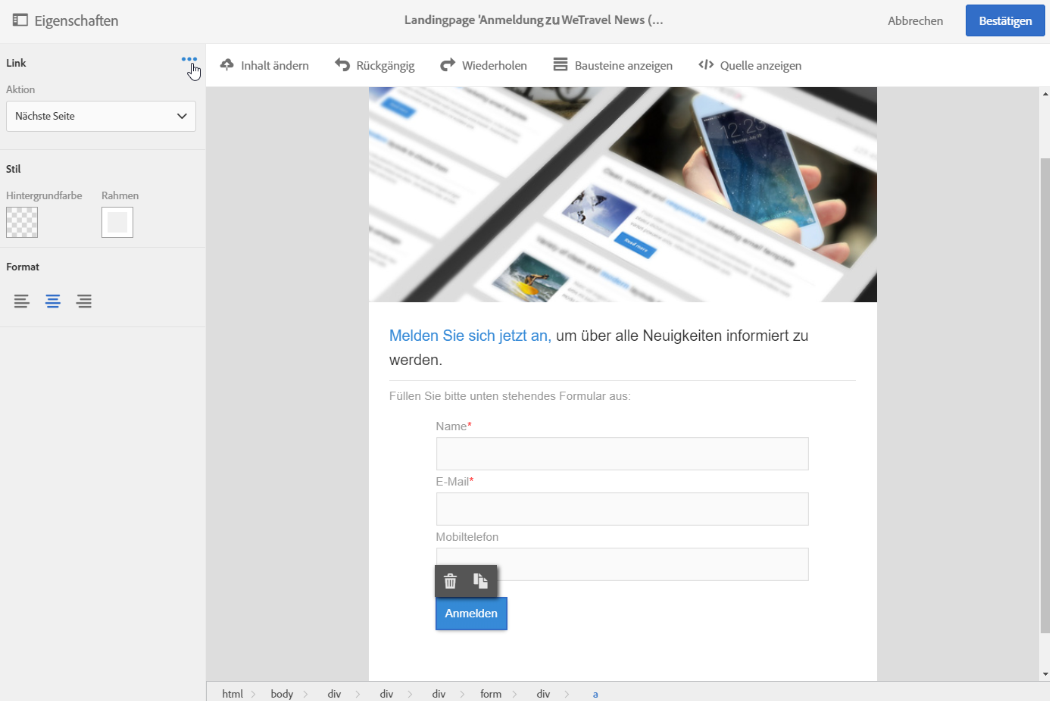 Eigenschaften
Landingpage 'Anmeldung zu WeTravel News (...
Abbrechen
Bestätigen
Link
Aktion
Nächste Seite
Stil
Hintergrundfarbe
Rahmen
Format
Inhalt ändern
Rückgängig
Wiederholen
Bausteine anzeigen
Quelle anzeigen
12:23
Melden Sie sich jetzt an, um über alle Neuigkeiten informiert zu
werden.
Füllen Sie bitte unten stehendes Formular aus:
Name*
E-Mail*
Mobiltelefon
Anmelden
html > body > div > div > div > form > div > a